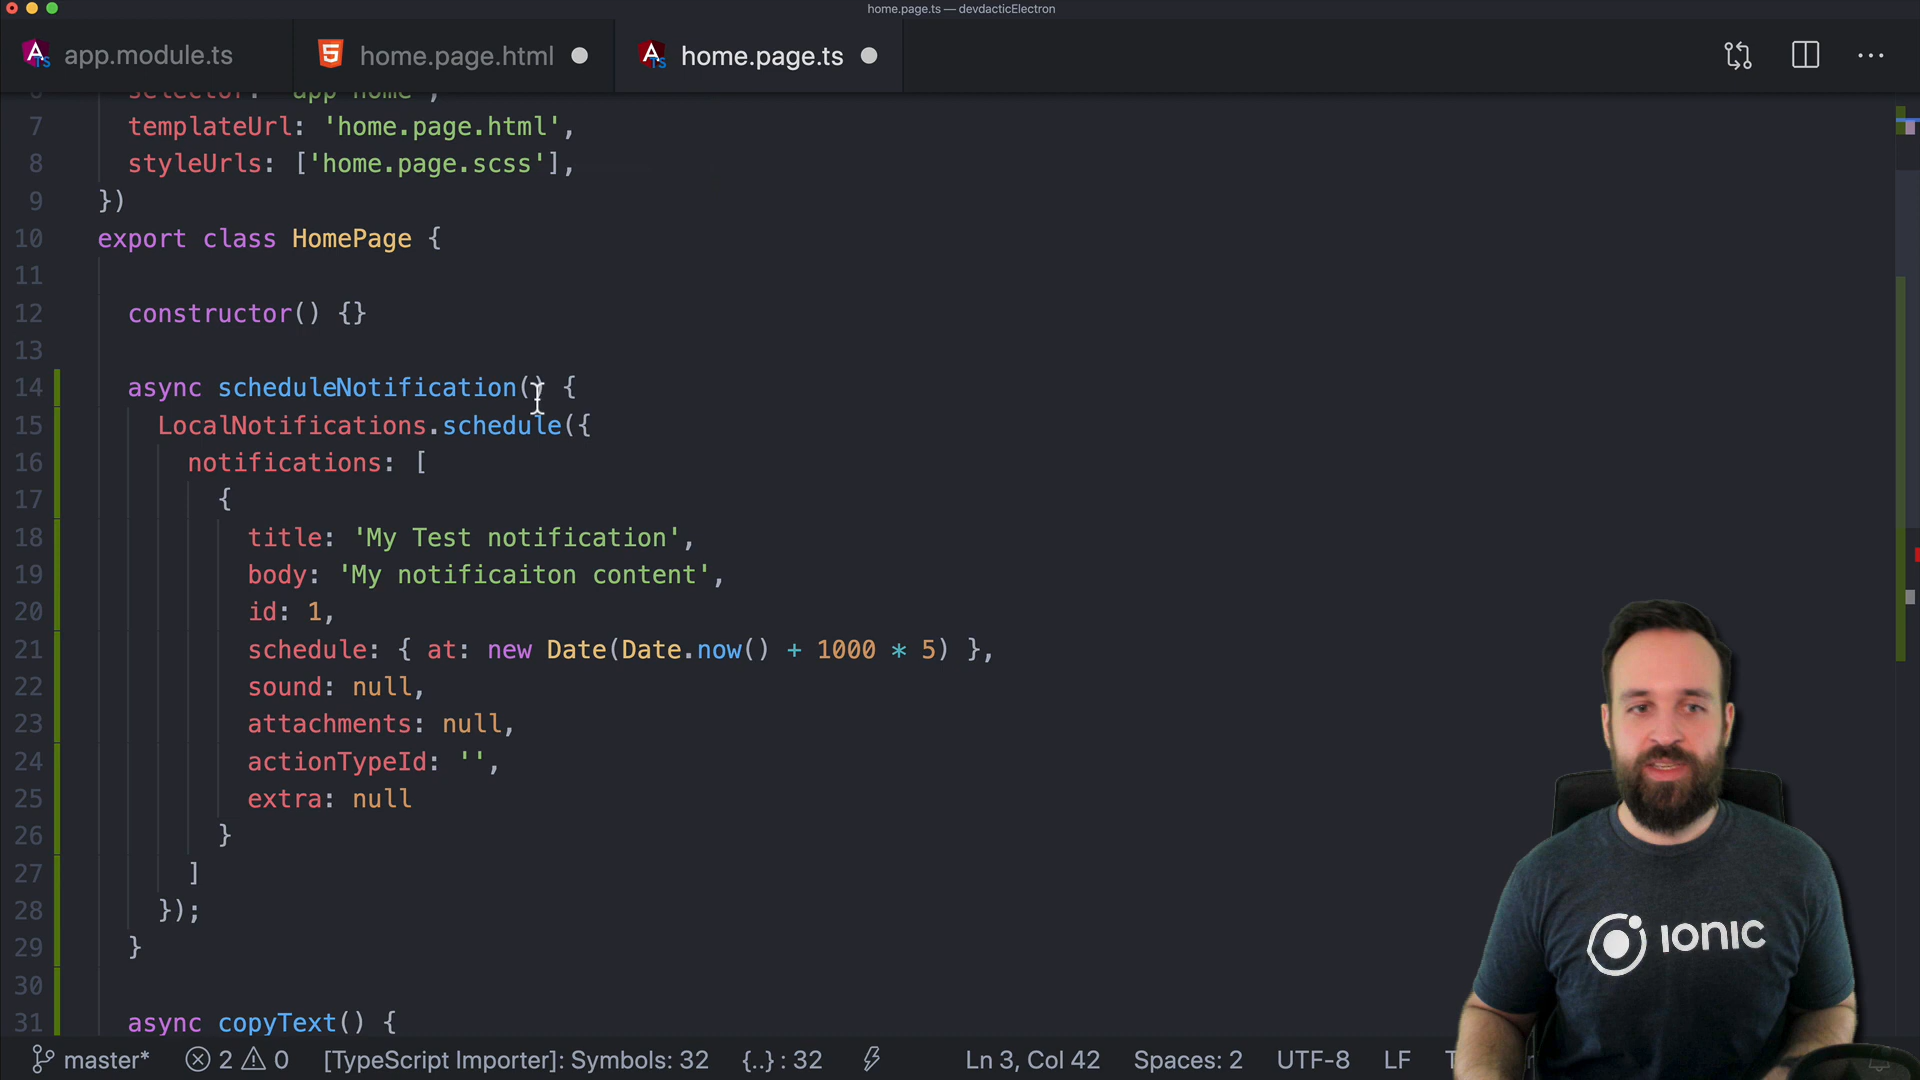 home.page.ts — devdacticElectron
app.module.ts
home.page.html
home.page.ts
selector: 'app-home',
7 templateUrl: 'home.page.html',
8 styleUrls: ['home.page.scss'],
9 })
10 export class HomePage {
11
12 constructor() {}
13
14 async scheduleNotification() {
15 LocalNotifications.schedule({
16 notifications: [
17 {
18 title: 'My Test notification',
19 body: 'My notificaiton content',
20 id: 1,
21 schedule: { at: new Date(Date.now() + 1000 * 5) },
22 sound: null,
23 attachments: null,
24 actionTypeId: '',
25 extra: null
26 }
27 ]
28 });
29 }
30
31 async copyText() {
master* 2 0 [TypeScript Importer]: Symbols: 32 {..} : 32 Ln 3, Col 42 Spaces: 2 UTF-8 LF
IONIC